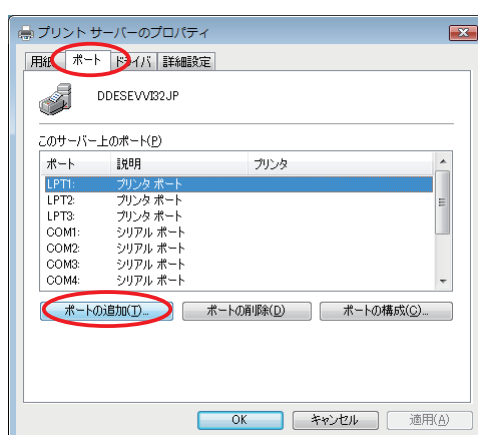 プリント サーバーのプロパティ
用紙 ポート ドライバ 詳細設定
DDESEVVB32JP
このサーバー上のポート(P)
ポート 説明 プリンタ
LPT1: プリンタ ポート
LPT2: プリンタ ポート
LPT3: プリンタ ポート
COM1: シリアル ポート
COM2: シリアル ポート
COM3: シリアル ポート
COM4: シリアル ポート
ポートの追加(T)... ポートの削除(D) ポートの構成(C)...
OK キャンセル 適用(A)